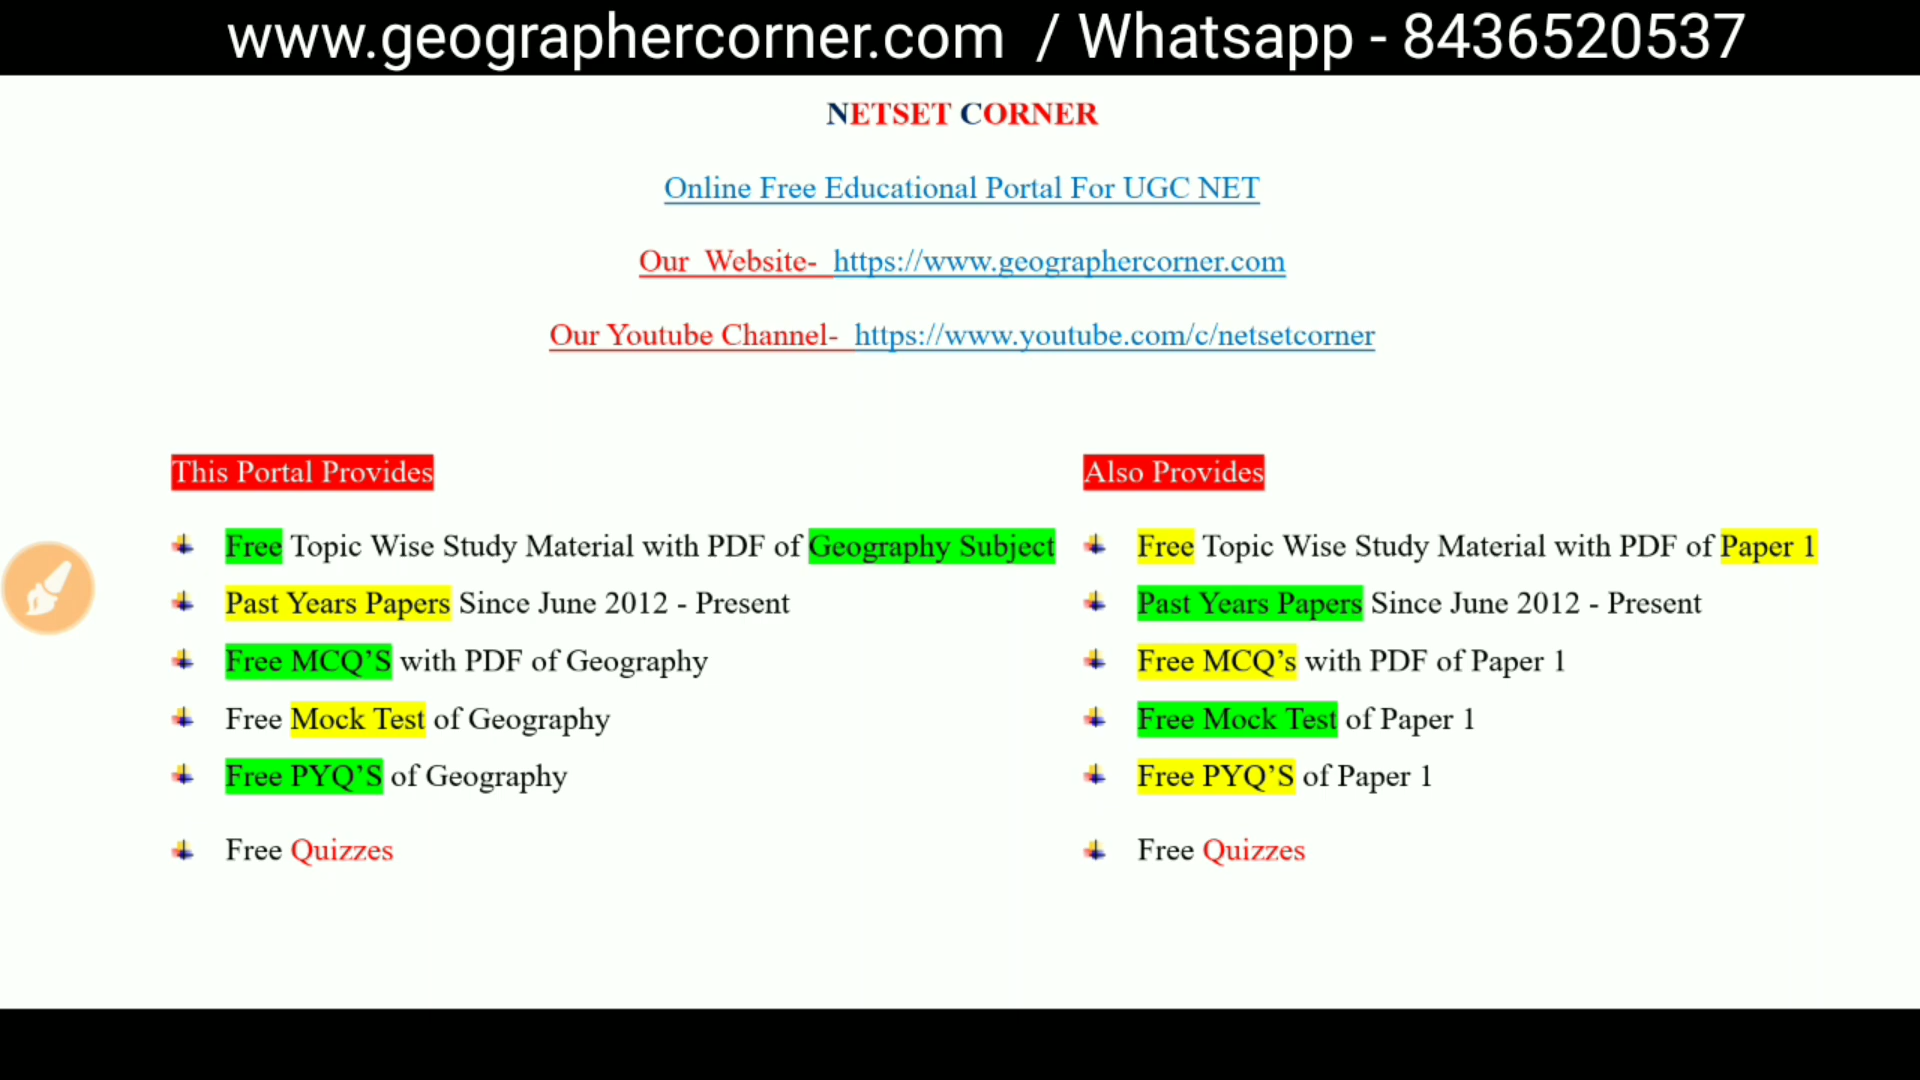 www.geographercorner.com / Whatsapp - 8436520537
NETSET CORNER
Online Free Educational Portal For UGC NET
Our Website- https://www.geographercorner.com
Our Youtube Channel- https://www.youtube.com/c/netsetcorner
This Portal Provides
Free Topic Wise Study Material with PDF of Geography Subject
Past Years Papers Since June 2012 - Present
Free MCQ’S with PDF of Geography
Free Mock Test of Geography
Free PYQ’S of Geography
Free Quizzes
Also Provides
Free Topic Wise Study Material with PDF of Paper 1
Past Years Papers Since June 2012 - Present
Free MCQ’s with PDF of Paper 1
Free Mock Test of Paper 1
Free PYQ’S of Paper 1
Free Quizzes